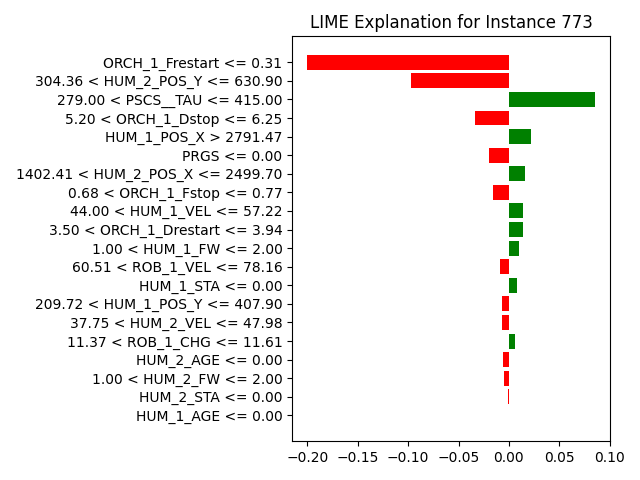 LIME Explanation for Instance 773
ORCH_1_Frestart <= 0.31
304.36 < HUM_2_POS_Y <= 630.90
279.00 < PSCS__TAU <= 415.00
5.20 < ORCH_1_Dstop <= 6.25
HUM_1_POS_X > 2791.47
PRGS <= 0.00
1402.41 < HUM_2_POS_X <= 2499.70
0.68 < ORCH_1_Fstop <= 0.77
44.00 < HUM_1_VEL <= 57.22
3.50 < ORCH_1_Drestart <= 3.94
1.00 < HUM_1_FW <= 2.00
60.51 < ROB_1_VEL <= 78.16
HUM_1_STA <= 0.00
209.72 < HUM_1_POS_Y <= 407.90
37.75 < HUM_2_VEL <= 47.98
11.37 < ROB_1_CHG <= 11.61
HUM_2_AGE <= 0.00
1.00 < HUM_2_FW <= 2.00
HUM_2_STA <= 0.00
HUM_1_AGE <= 0.00
−0.20 −0.15 −0.10 −0.05 0.00 0.05 0.10